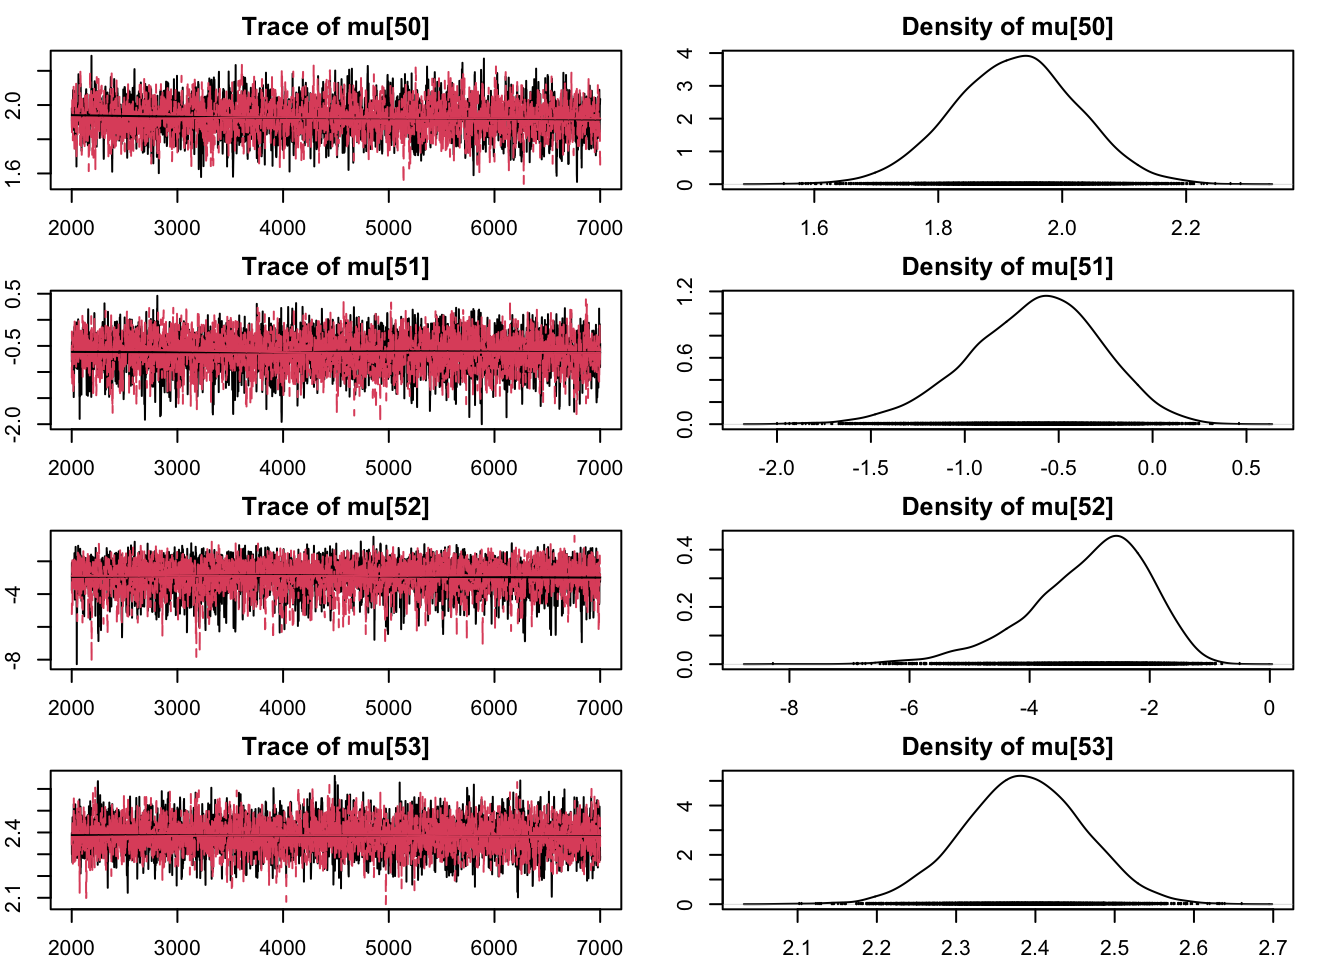 Trace of mu[50]
2.0
1.6
2000 3000 4000 5000 6000 7000
Density of mu[50]
4
3
2
1
0
1.6 1.8 2.0 2.2
Trace of mu[51]
0.5
-0.5
-2.0
2000 3000 4000 5000 6000 7000
Density of mu[51]
1.2
0.6
0.0
-2.0 -1.5 -1.0 -0.5 0.0 0.5
Trace of mu[52]
-4
-8
2000 3000 4000 5000 6000 7000
Density of mu[52]
0.4
0.2
0.0
-8 -6 -4 -2 0
Trace of mu[53]
2.4
2.1
2000 3000 4000 5000 6000 7000
Density of mu[53]
4
2
0
2.1 2.2 2.3 2.4 2.5 2.6 2.7